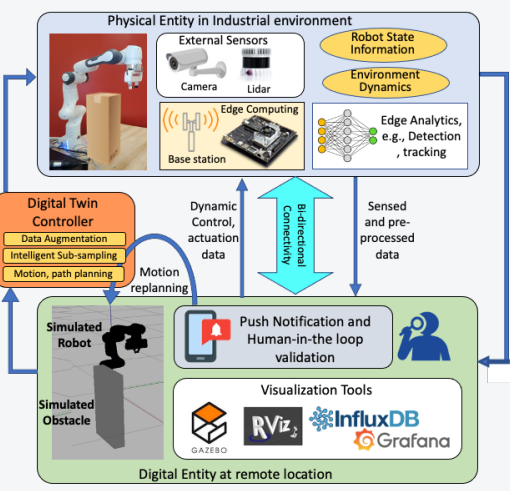 Physical Entity in Industrial environment
External Sensors
Camera
Lidar
Robot State
Information
Environment
Dynamics
Edge Computing
Base station
Edge Analytics,
e.g., Detection
, tracking
Digital Twin
Controller
Data Augmentation
Intelligent Sub-sampling
Motion, path planning
Dynamic
Control,
actuation
data
Bi-directional
Connectivity
Sensed
and pre-
processed
data
Motion
replanning
Simulated
Robot
Simulated
Obstacle
Push Notification and
Human-in-the loop
validation
Visualization Tools
GAZEBO
RViz
InfluxDB
Grafana
Digital Entity at remote location